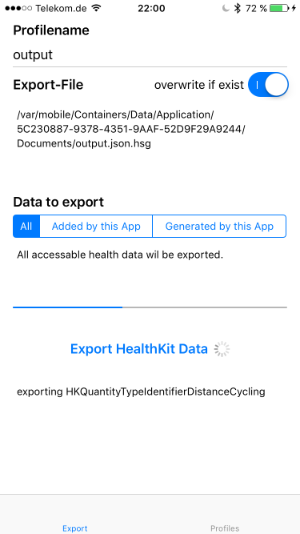 Telekom.de 22:00 72 %
Profilename
output
Export-File overwrite if exist
/var/mobile/Containers/Data/Application/
5C230887-9378-4351-9AAF-52D9F29A9244/
Documents/output.json.hsg
Data to export
All Added by this App Generated by this App
All accessable health data wil be exported.
Export HealthKit Data
exporting HKQuantityTypeIdentifierDistanceCycling
Export Profiles